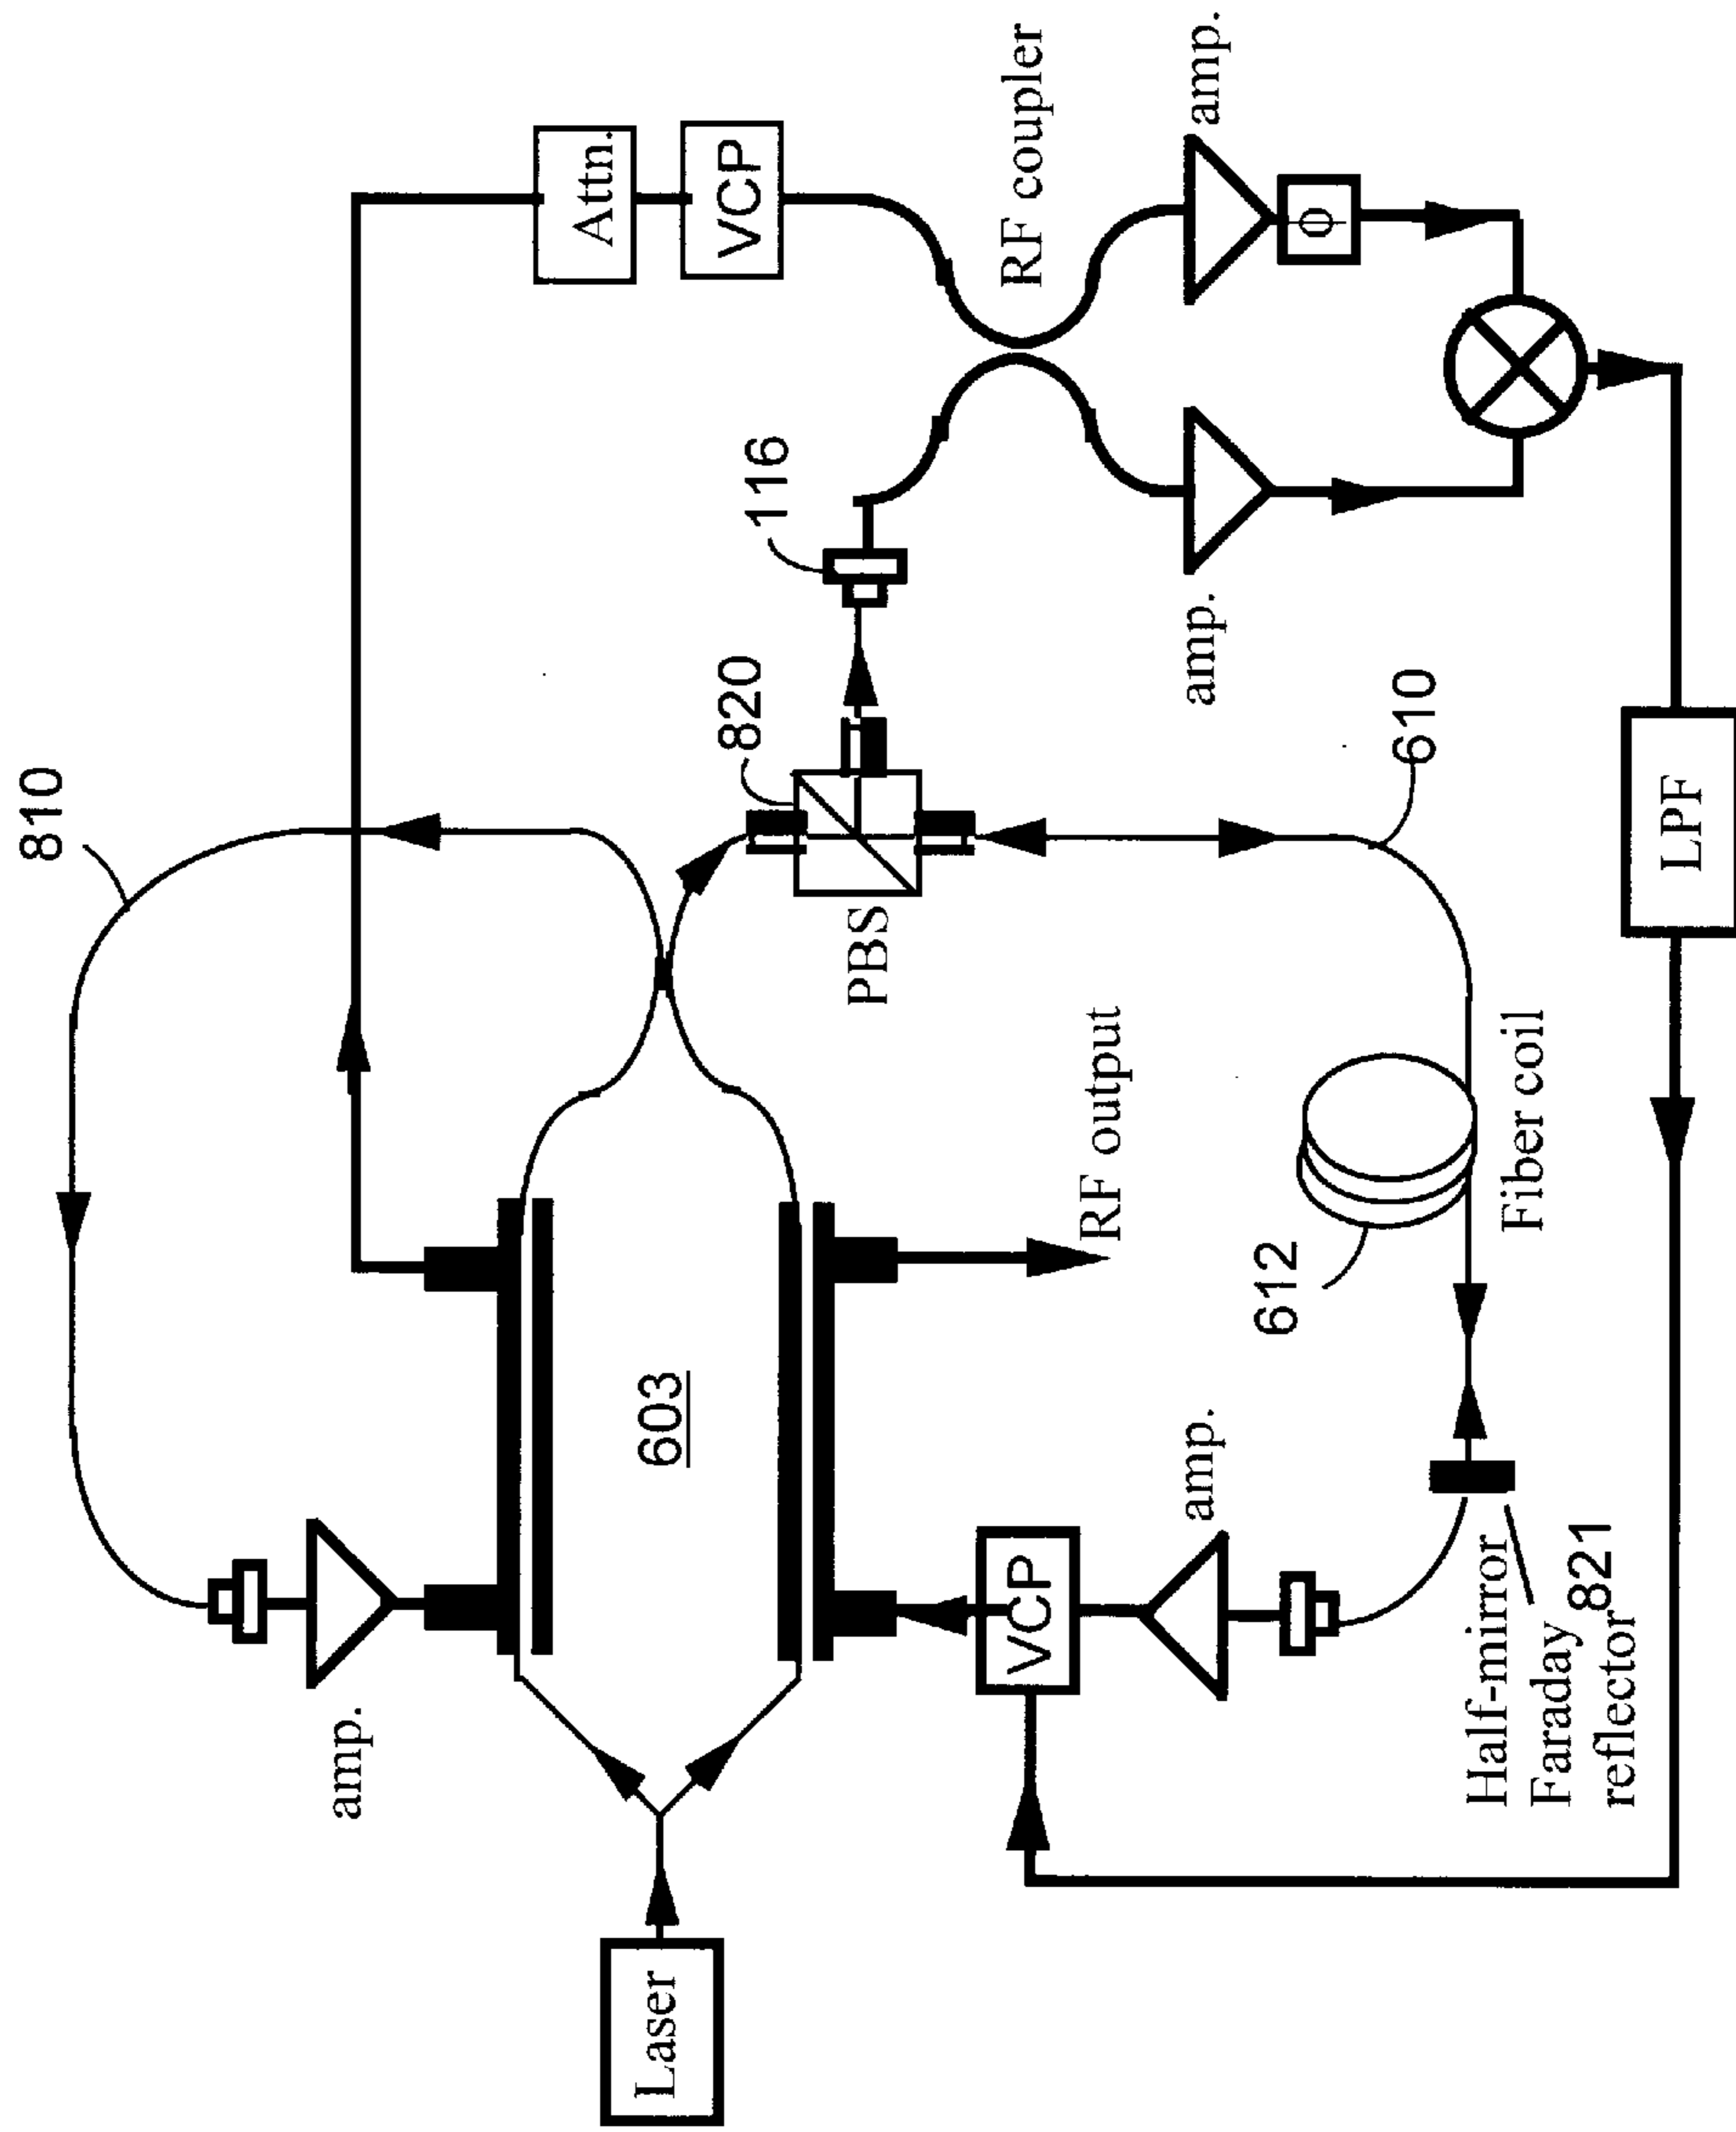 810
amp.
Attn.
VCP
RF coupler
116
820
PBS
603
Laser
RF output
amp.
amp.
Φ
610
612
Fiber coil
VCP
amp.
Half-mirror
Faraday 821
reflector
LPF